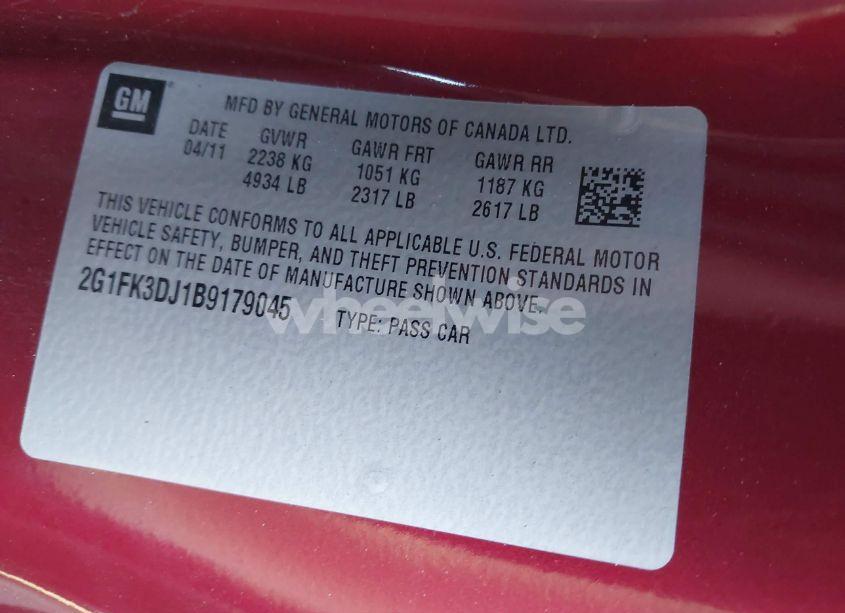 GM
MFD BY GENERAL MOTORS OF CANADA LTD.
DATE GVWR GAWR FRT GAWR RR
04/11 2238 KG 1051 KG 1187 KG
4934 LB 2317 LB 2617 LB
THIS VEHICLE CONFORMS TO ALL APPLICABLE U.S. FEDERAL MOTOR
VEHICLE SAFETY, BUMPER, AND THEFT PREVENTION STANDARDS IN
EFFECT ON THE DATE OF MANUFACTURE SHOWN ABOVE.
2G1FK3DJ1B9179045 TYPE: PASS CAR
wheelwise